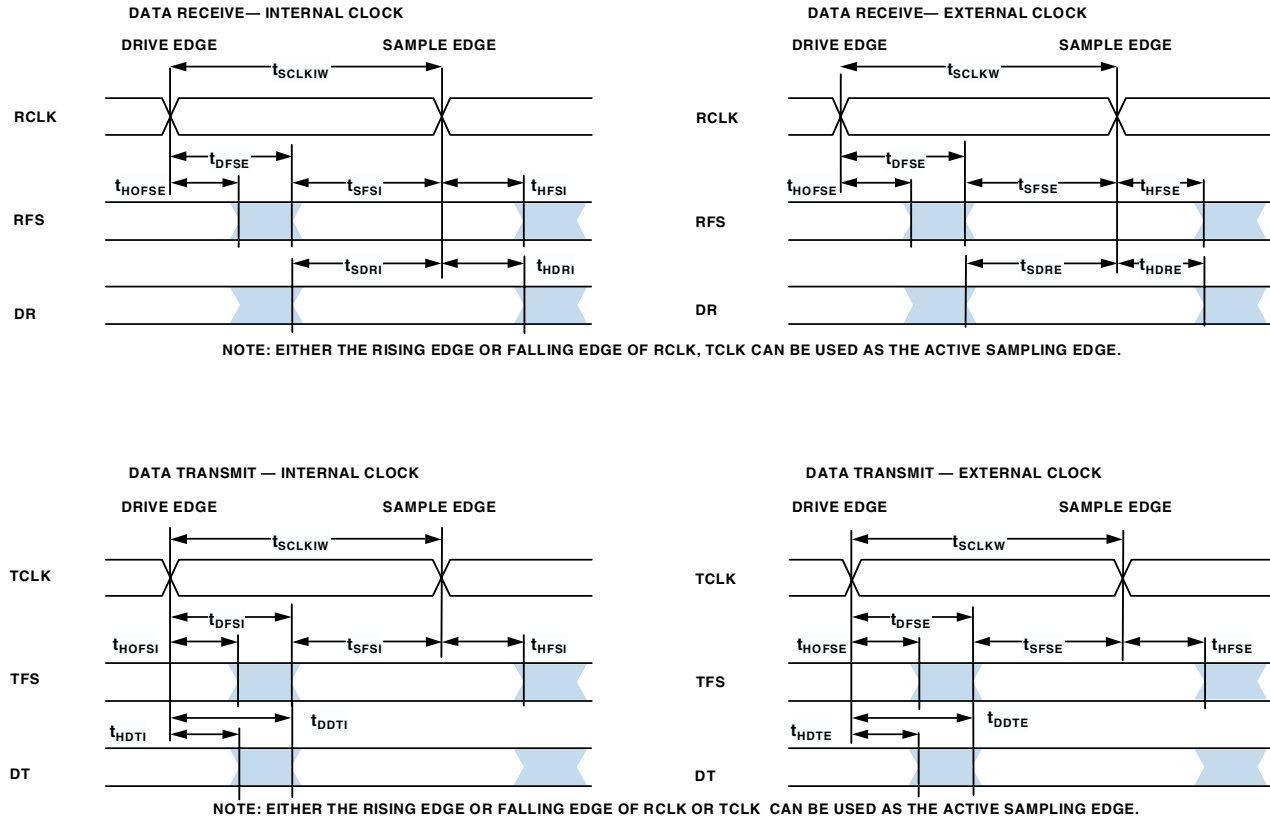 DATA RECEIVE— INTERNAL CLOCK
DRIVE EDGE SAMPLE EDGE
tSCLKIW
RCLK
tDFSE
tHOFSE tSFSI tHFSI
RFS
tSDRI tHDRI
DR
DATA RECEIVE— EXTERNAL CLOCK
DRIVE EDGE SAMPLE EDGE
tSCLKW
RCLK
tDFSE
tHOFSE tSFSE tHFSE
RFS
tSDRE tHDRE
DR
NOTE: EITHER THE RISING EDGE OR FALLING EDGE OF RCLK, TCLK CAN BE USED AS THE ACTIVE SAMPLING EDGE.
DATA TRANSMIT — INTERNAL CLOCK
DRIVE EDGE SAMPLE EDGE
tSCLKIW
TCLK
tDFSI
tHOFSI tSFSI tHFSI
TFS
tDDTI
tHDTI
DT
DATA TRANSMIT — EXTERNAL CLOCK
DRIVE EDGE SAMPLE EDGE
tSCLKW
TCLK
tDFSE
tHOFSE tSFSE tHFSE
TFS
tDDTE
tHDTE
DT
NOTE: EITHER THE RISING EDGE OR FALLING EDGE OF RCLK OR TCLK CAN BE USED AS THE ACTIVE SAMPLING EDGE.